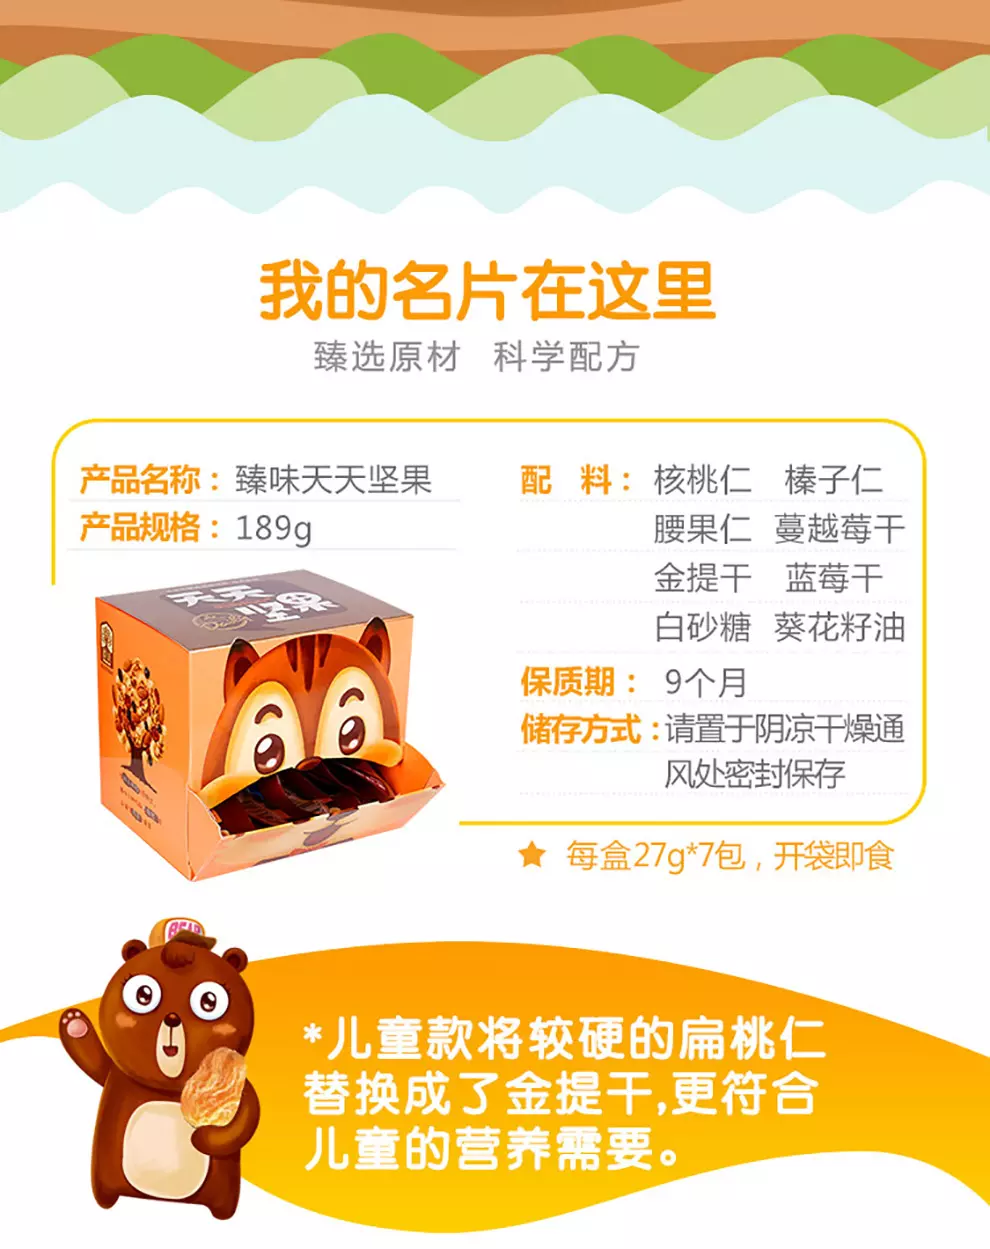 我的名片在这里
臻选原材 科学配方
产品名称：臻味天天坚果
产品规格：189g
天天
坚果
配 料：核桃仁 榛子仁
腰果仁 蔓越莓干
金提干 蓝莓干
白砂糖 葵花籽油
保质期：9个月
储存方式：请置于阴凉干燥通
风处密封保存
★ 每盒27g*7包，开袋即食
BEAR
*儿童款将较硬的扁桃仁
替换成了金提干,更符合
儿童的营养需要。